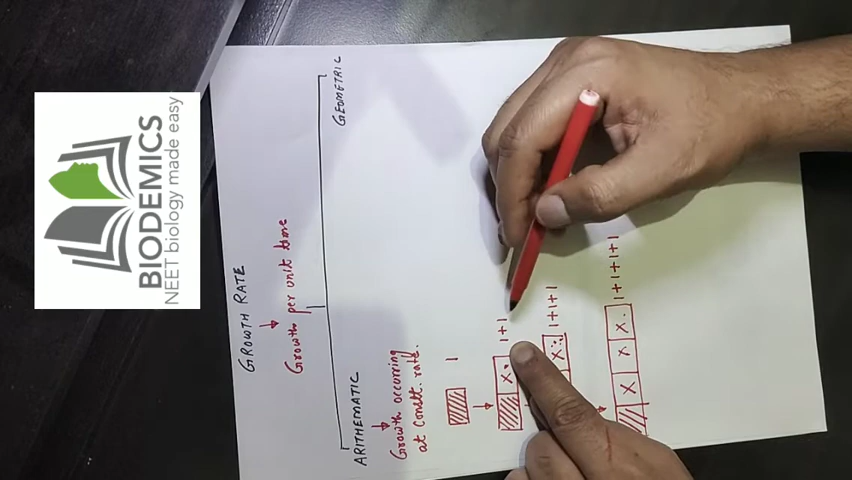 BIODEMICS
NEET biology made easy
GROWTH RATE
↓
Growth per unit time
ARITHEMATIC
GEOMETRIC
↓
Growth occurring
at constt. rate.
1
↓
X
1+1
X
1+1+1
X X X
1+1+1+1